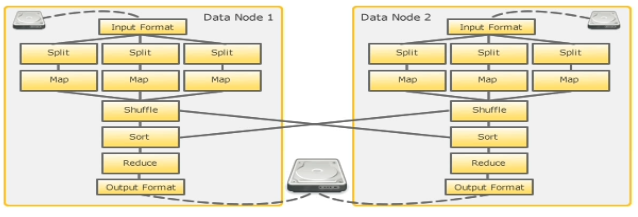 Data Node 1
Input Format
Split Split Split
Map Map Map
Shuffle
Sort
Reduce
Output Format
Data Node 2
Input Format
Split Split Split
Map Map Map
Shuffle
Sort
Reduce
Output Format